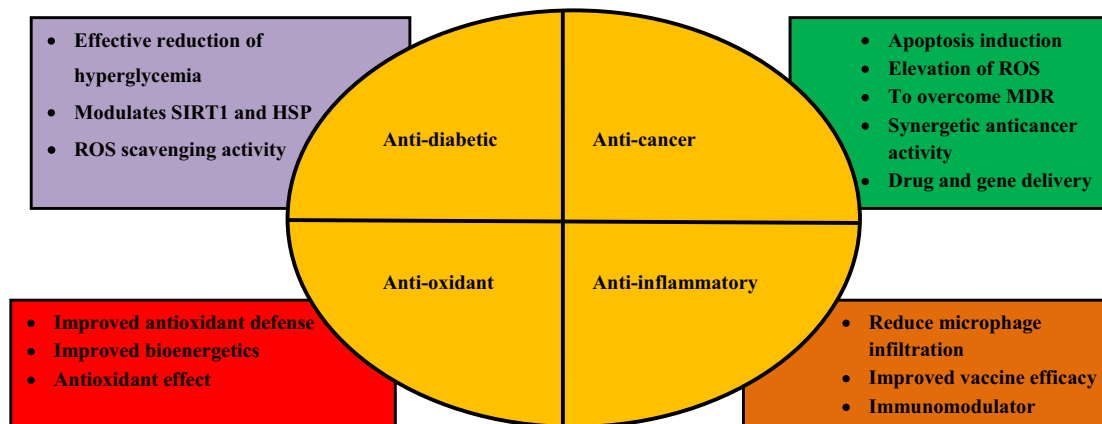 • Effective reduction of
hyperglycemia
• Modulates SIRT1 and HSP
• ROS scavenging activity
• Apoptosis induction
• Elevation of ROS
• To overcome MDR
• Synergetic anticancer
activity
• Drug and gene delivery
Anti-diabetic
Anti-cancer
Anti-oxidant
Anti-inflammatory
• Improved antioxidant defense
• Improved bioenergetics
• Antioxidant effect
• Reduce microphage
infiltration
• Improved vaccine efficacy
• Immunomodulator